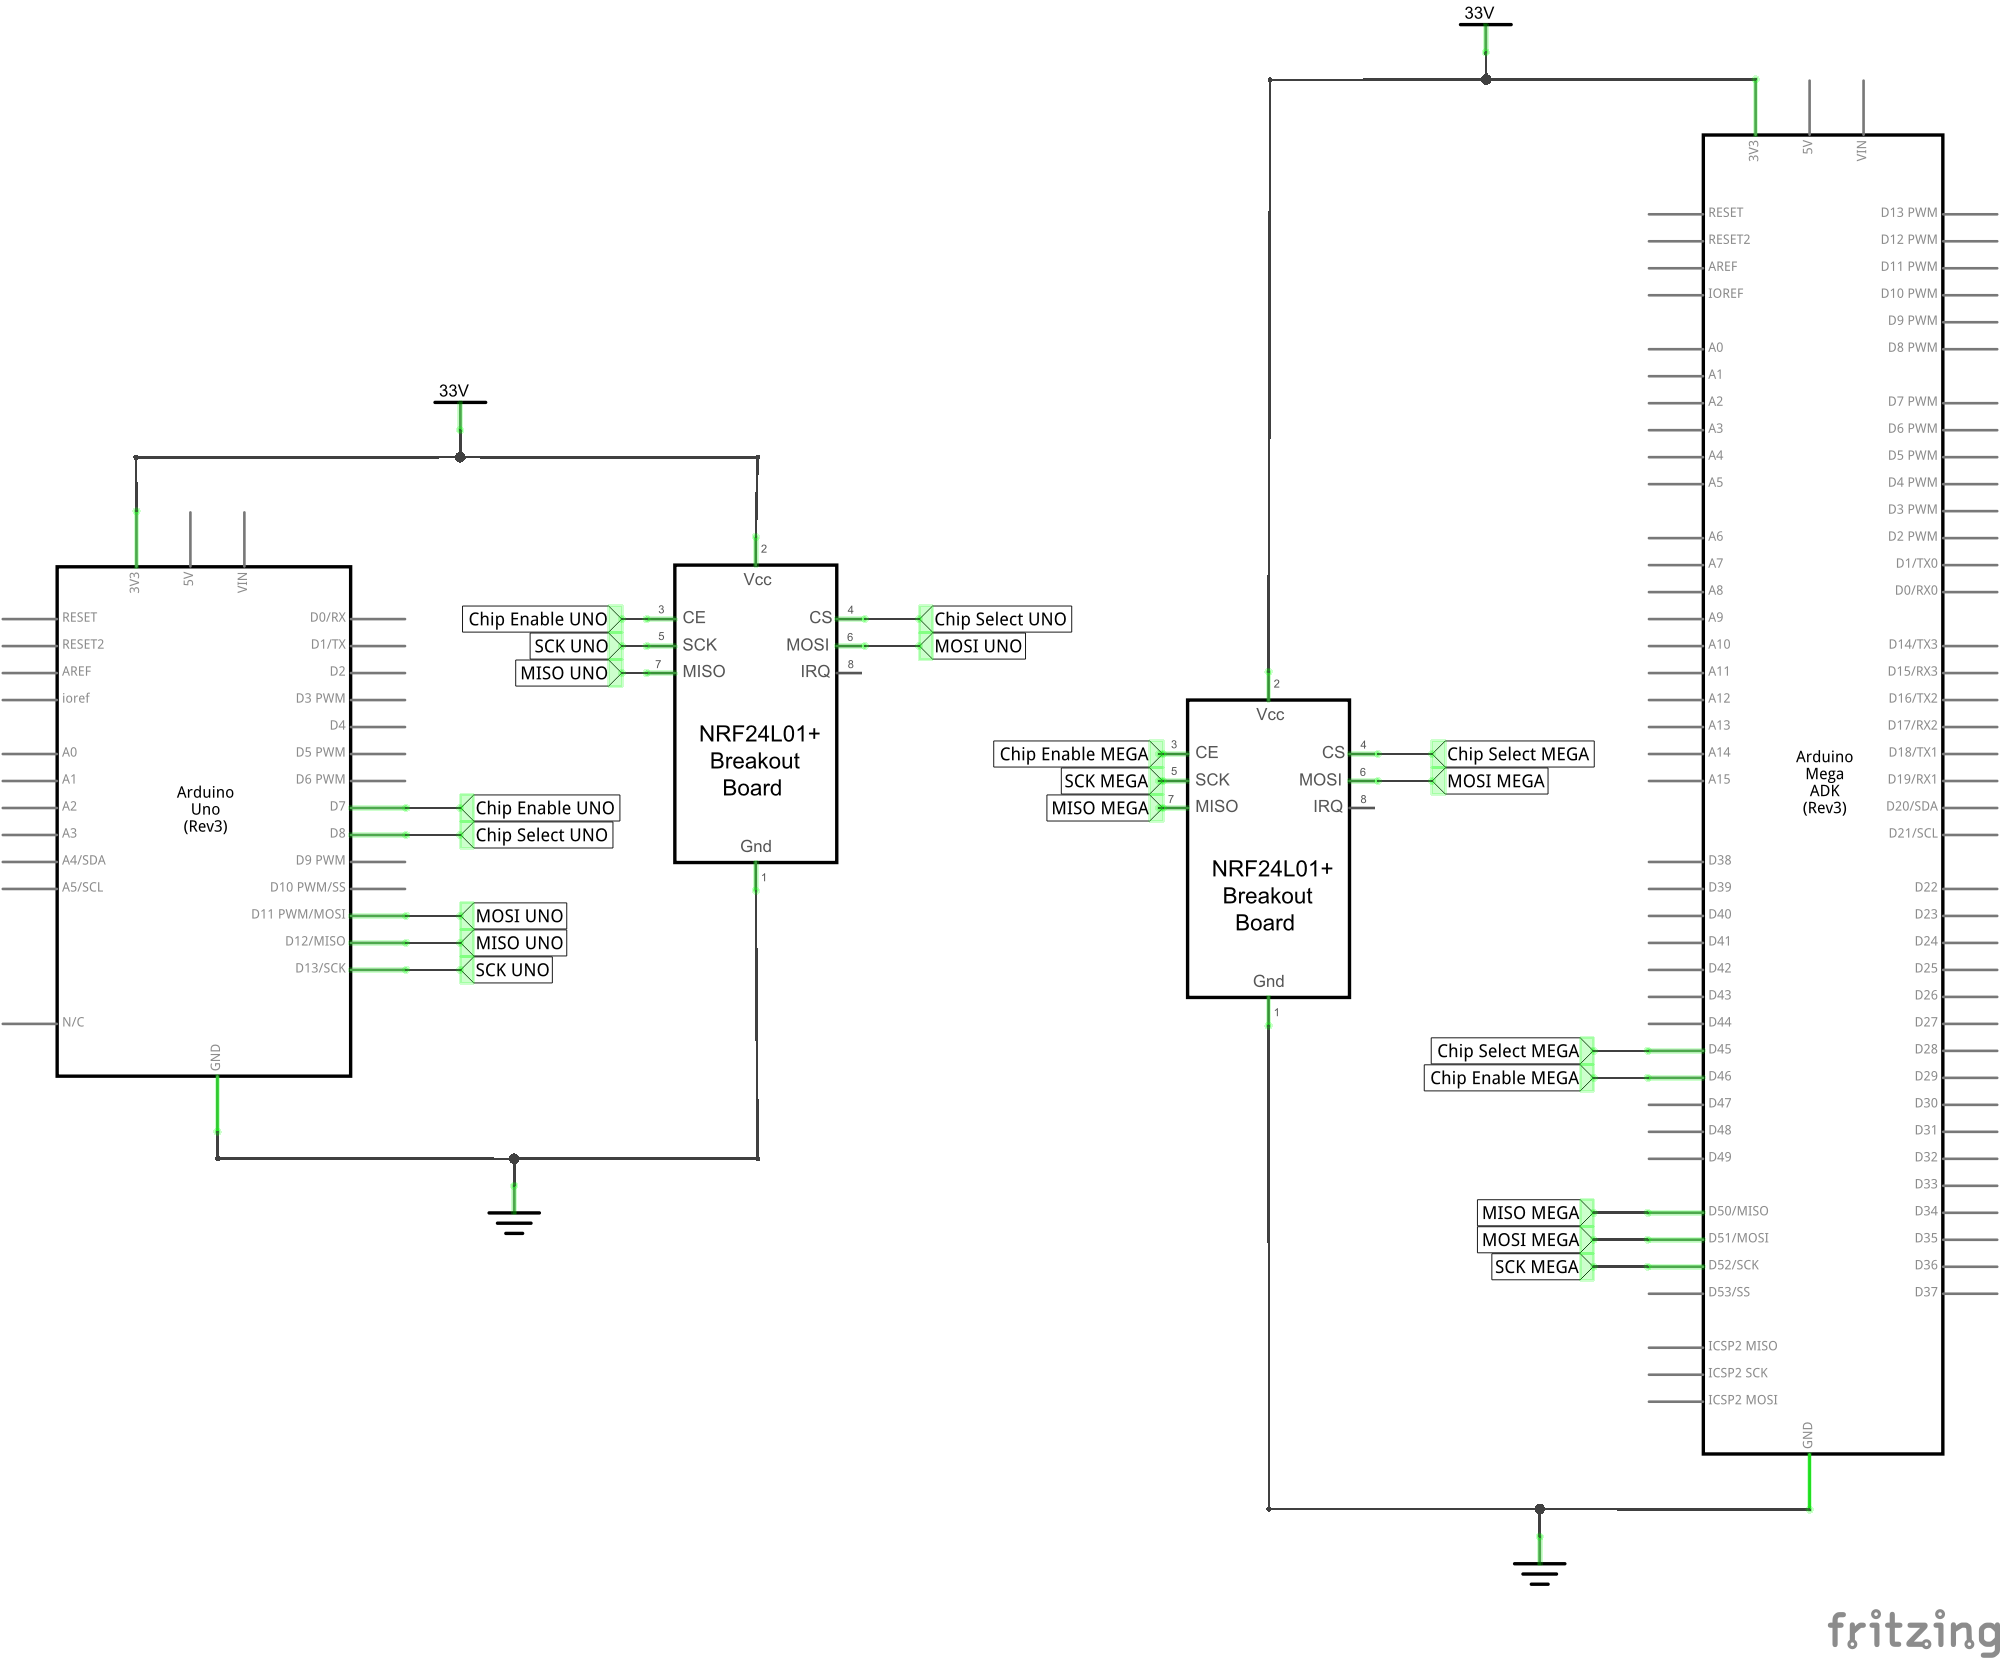 33V
3V3
5V
VIN
RESET
RESET2
AREF
ioref
A0
A1
A2
A3
A4/SDA
A5/SCL
N/C
Arduino
Uno
(Rev3)
D0/RX
D1/TX
D2
D3 PWM
D4
D5 PWM
D6 PWM
D7
D8
D9 PWM
D10 PWM/SS
D11 PWM/MOSI
D12/MISO
D13/SCK
GND
Chip Enable UNO
Chip Select UNO
MOSI UNO
MISO UNO
SCK UNO
Chip Enable UNO
SCK UNO
MISO UNO
2
Vcc
3
CE
5
SCK
7
MISO
CS
4
MOSI
6
IRQ
8
NRF24L01+
Breakout
Board
Gnd
1
Chip Select UNO
MOSI UNO
33V
Chip Enable MEGA
SCK MEGA
MISO MEGA
2
Vcc
3
CE
5
SCK
7
MISO
CS
4
MOSI
6
IRQ
8
NRF24L01+
Breakout
Board
Gnd
1
Chip Select MEGA
MOSI MEGA
Chip Select MEGA
Chip Enable MEGA
MISO MEGA
MOSI MEGA
SCK MEGA
3V3
5V
VIN
RESET
RESET2
AREF
IOREF
A0
A1
A2
A3
A4
A5
A6
A7
A8
A9
A10
A11
A12
A13
A14
A15
D38
D39
D40
D41
D42
D43
D44
D45
D46
D47
D48
D49
D50/MISO
D51/MOSI
D52/SCK
D53/SS
ICSP2 MISO
ICSP2 SCK
ICSP2 MOSI
Arduino
Mega
ADK
(Rev3)
D13 PWM
D12 PWM
D11 PWM
D10 PWM
D9 PWM
D8 PWM
D7 PWM
D6 PWM
D5 PWM
D4 PWM
D3 PWM
D2 PWM
D1/TX0
D0/RX0
D14/TX3
D15/RX3
D16/TX2
D17/RX2
D18/TX1
D19/RX1
D20/SDA
D21/SCL
D22
D23
D24
D25
D26
D27
D28
D29
D30
D31
D32
D33
D34
D35
D36
D37
GND
fritzing